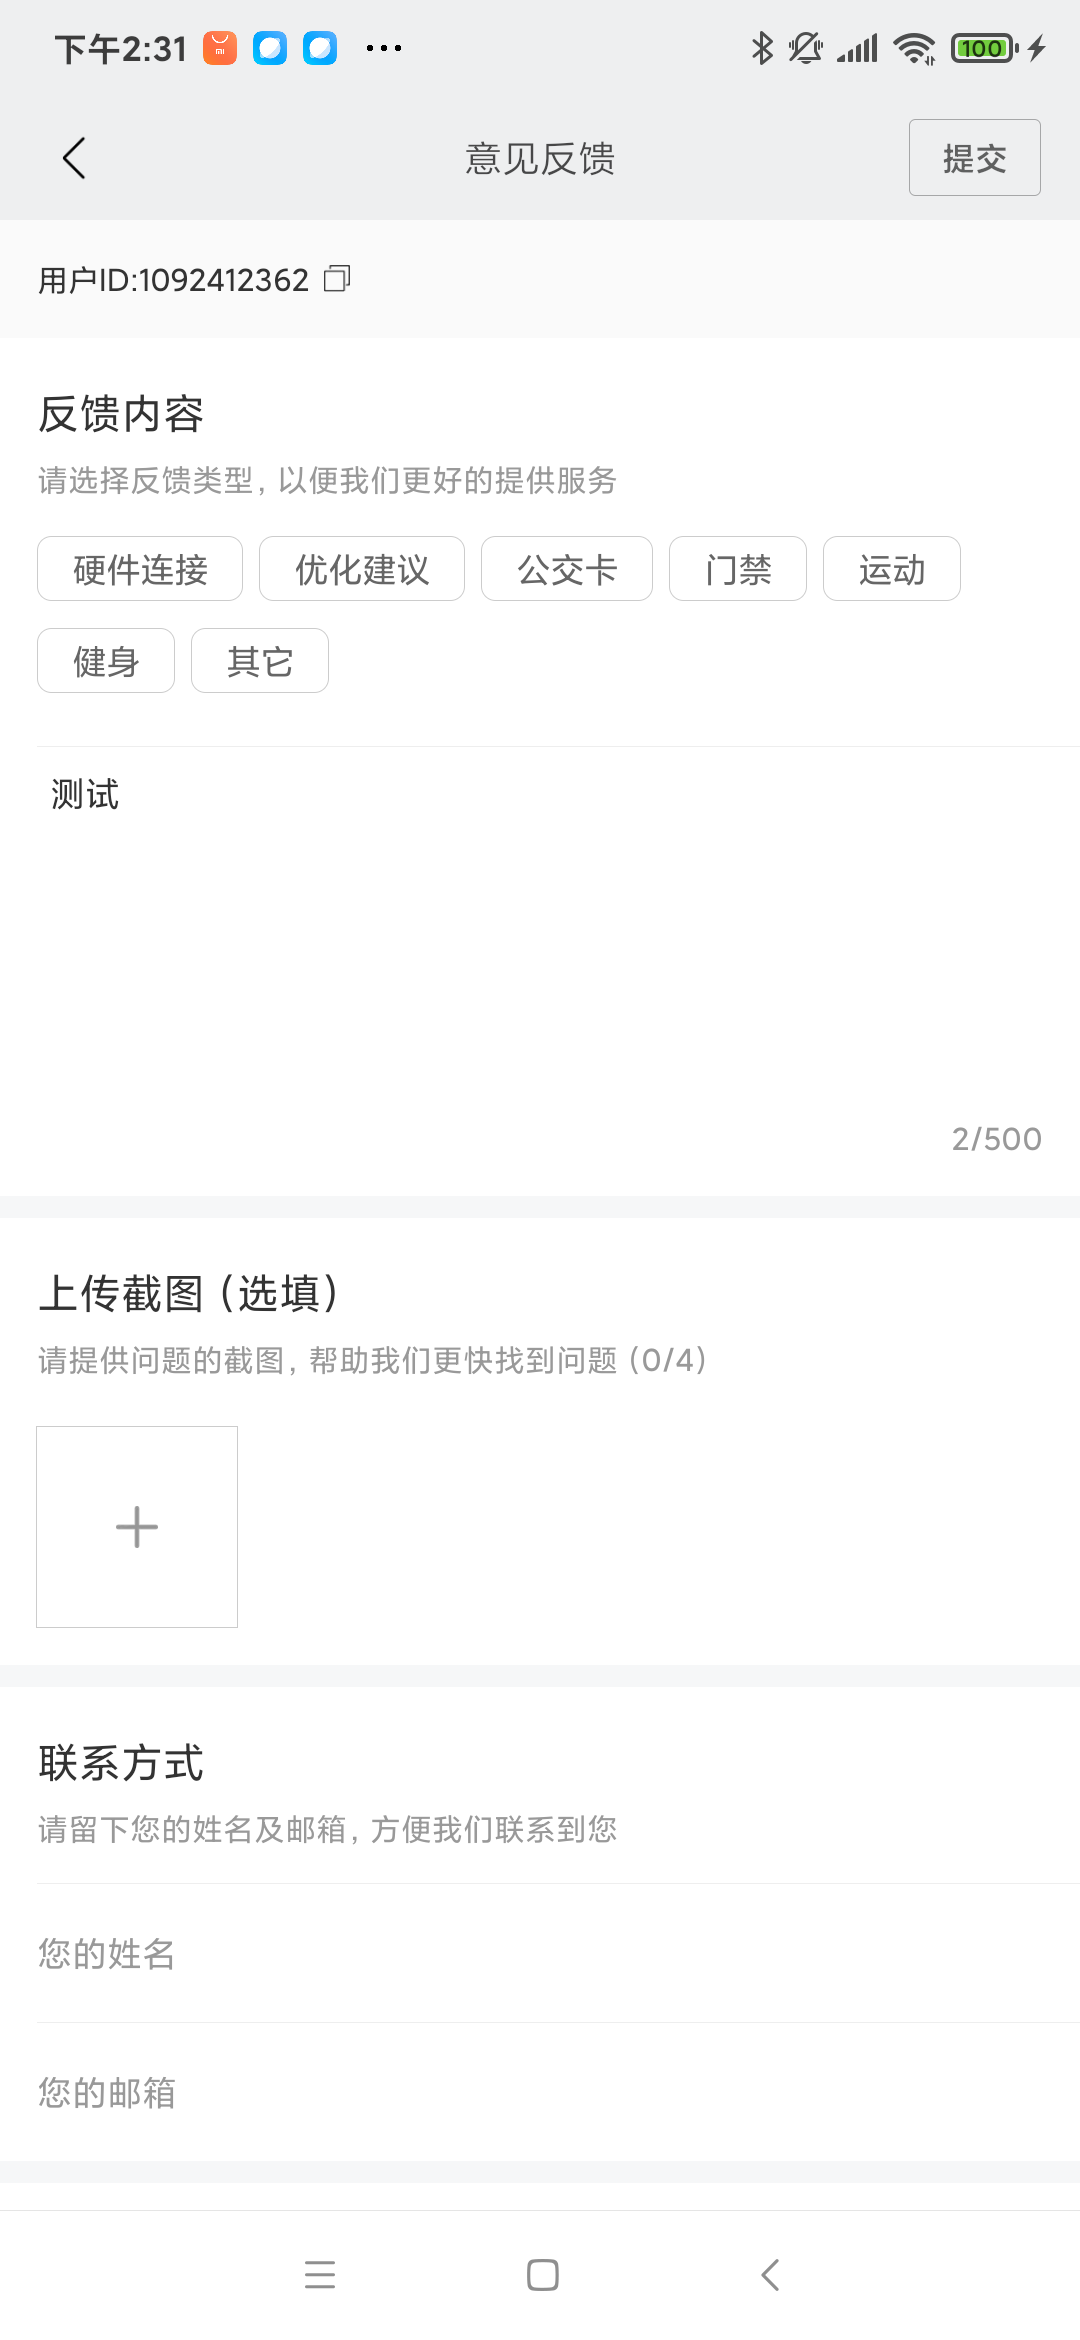 下午2:31
100
意见反馈
提交
用户ID:1092412362
反馈内容
请选择反馈类型, 以便我们更好的提供服务
硬件连接 优化建议 公交卡 门禁 运动
健身 其它
测试
2/500
上传截图 (选填)
请提供问题的截图, 帮助我们更快找到问题 (0/4)
联系方式
请留下您的姓名及邮箱, 方便我们联系到您
您的姓名
您的邮箱